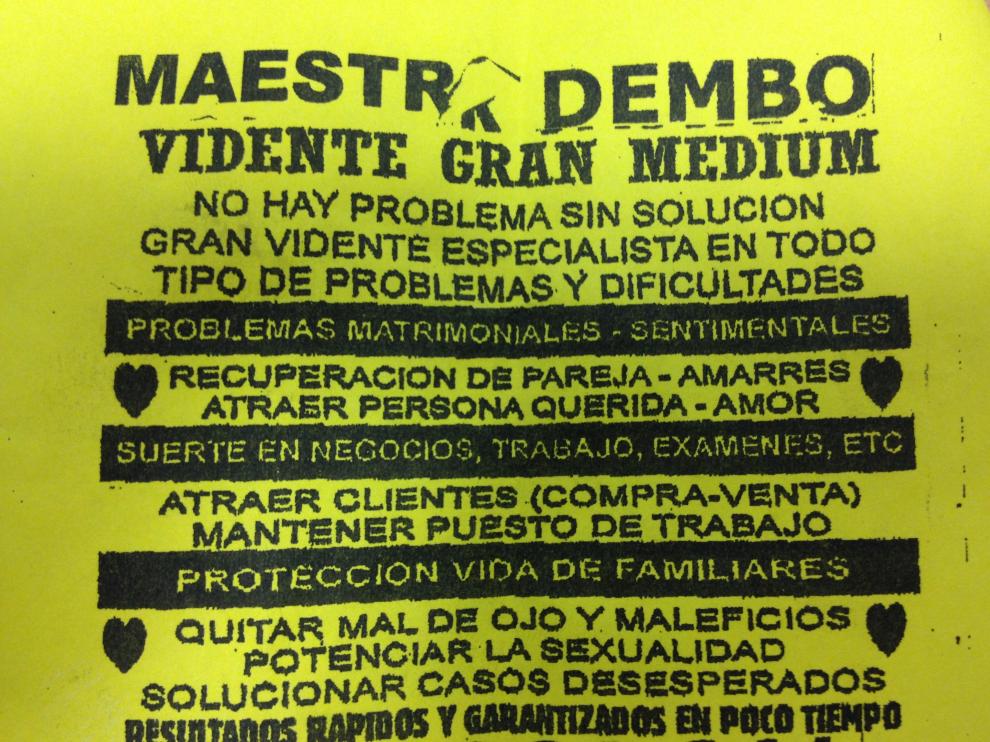 MAESTRA DEMBO
VIDENTE GRAN MEDIUM
NO HAY PROBLEMA SIN SOLUCION
GRAN VIDENTE ESPECIALISTA EN TODO
TIPO DE PROBLEMAS Y DIFICULTADES
PROBLEMAS MATRIMONIALES - SENTIMENTALES
RECUPERACION DE PAREJA - AMARRES
ATRAER PERSONA QUERIDA - AMOR
SUERTE EN NEGOCIOS, TRABAJO, EXAMENES, ETC
ATRAER CLIENTES (COMPRA-VENTA)
MANTENER PUESTO DE TRABAJO
PROTECCION VIDA DE FAMILIARES
QUITAR MAL DE OJO Y MALEFICIOS
POTENCIAR LA SEXUALIDAD
SOLUCIONAR CASOS DESESPERADOS
RESULTADOS RAPIDOS Y GARANTIZADOS EN POCO TIEMPO